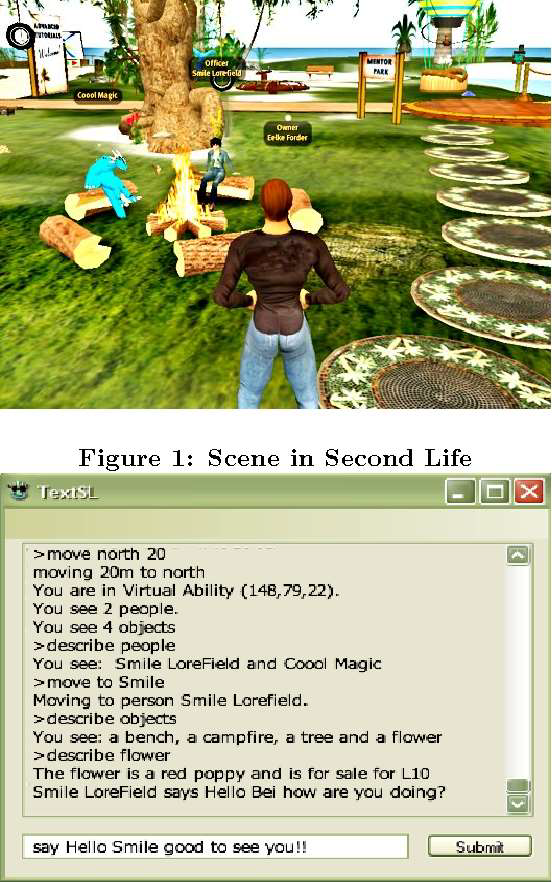 ADVANCED
TUTORIALS
Welcome
Officer
Smile Lorefield
Coool Magic
MENTOR
PARK
Owner
Eelke Fordler
Figure 1: Scene in Second Life
TextSL
>move north 20
moving 20m to north
You are in Virtual Ability (148,79,22).
You see 2 people.
You see 4 objects
>describe people
You see:  Smile LoreField and Coool Magic
>move to Smile
Moving to person Smile Lorefield.
>describe objects
You see: a bench, a campfire, a tree and a flower
>describe flower
The flower is a red poppy and is for sale for L10
Smile LoreField says Hello Bei how are you doing?
say Hello Smile good to see you!!
Submit